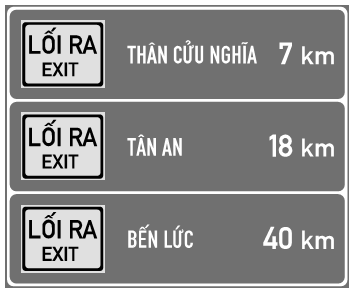 LỐI RA
EXIT
THÂN CỬU NGHĨA 7 km
LỐI RA
EXIT
TÂN AN 18 km
LỐI RA
EXIT
BẾN LỨC 40 km